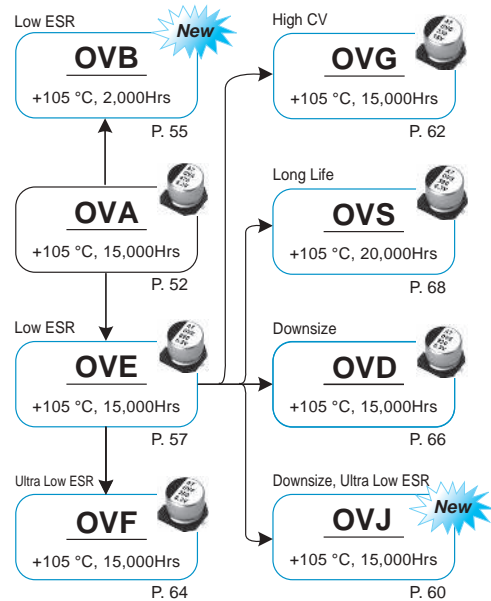 Low ESR
New
OVB
+105 °C, 2,000Hrs
P. 55
OVA
+105 °C, 15,000Hrs
P. 52
Low ESR
OVE
+105 °C, 15,000Hrs
P. 57
Ultra Low ESR
OVF
+105 °C, 15,000Hrs
P. 64
High CV
OVG
+105 °C, 15,000Hrs
P. 62
Long Life
OVS
+105 °C, 20,000Hrs
P. 68
Downsize
OVD
+105 °C, 15,000Hrs
P. 66
Downsize, Ultra Low ESR
New
OVJ
+105 °C, 15,000Hrs
P. 60